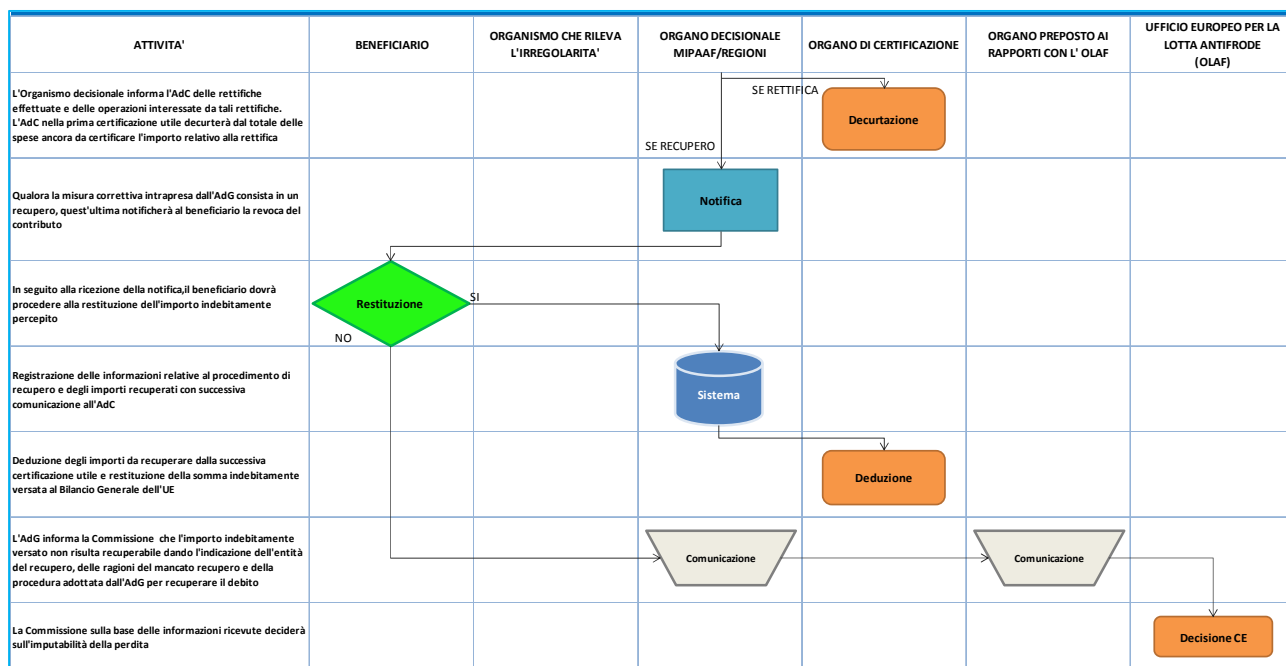 ATTIVITA'
BENEFICIARIO
ORGANISMO CHE RILEVA
L'IRREGOLARITA'
ORGANO DECISIONALE
MIPAAF/REGIONI
ORGANO DI CERTIFICAZIONE
ORGANO PREPOSTO AI
RAPPORTI CON L' OLAF
UFFICIO EUROPEO PER LA
LOTTA ANTIFRODE
(OLAF)
L'Organismo decisionale informa l'AdC delle rettifiche
effettuate e delle operazioni interessate da tali rettifiche.
L'AdC nella prima certificazione utile decurterà dal totale delle
spese ancora da certificare l'importo relativo alla rettifica
SE RETTIFICA
Decurtazione
SE RECUPERO
Qualora la misura correttiva intrapresa dall'AdG consista in un
recupero, quest'ultima notificherà al beneficiario la revoca del
contributo
Notifica
In seguito alla ricezione della notifica,il beneficiario dovrà
procedere alla restituzione dell'importo indebitamente
percepito
Restituzione
SI
NO
Registrazione delle informazioni relative al procedimento di
recupero e degli importi recuperati con successiva
comunicazione all'AdC
Sistema
Deduzione degli importi da recuperare dalla successiva
certificazione utile e restituzione della somma indebitamente
versata al Bilancio Generale dell'UE
Deduzione
L'AdG informa la Commissione che l'importo indebitamente
versato non risulta recuperabile dando l'indicazione dell'entità
del recupero, delle ragioni del mancato recupero e della
procedura adottata dall'AdG per recuperare il debito
Comunicazione
Comunicazione
La Commissione sulla base delle informazioni ricevute deciderà
sull'imputabilità della perdita
Decisione CE